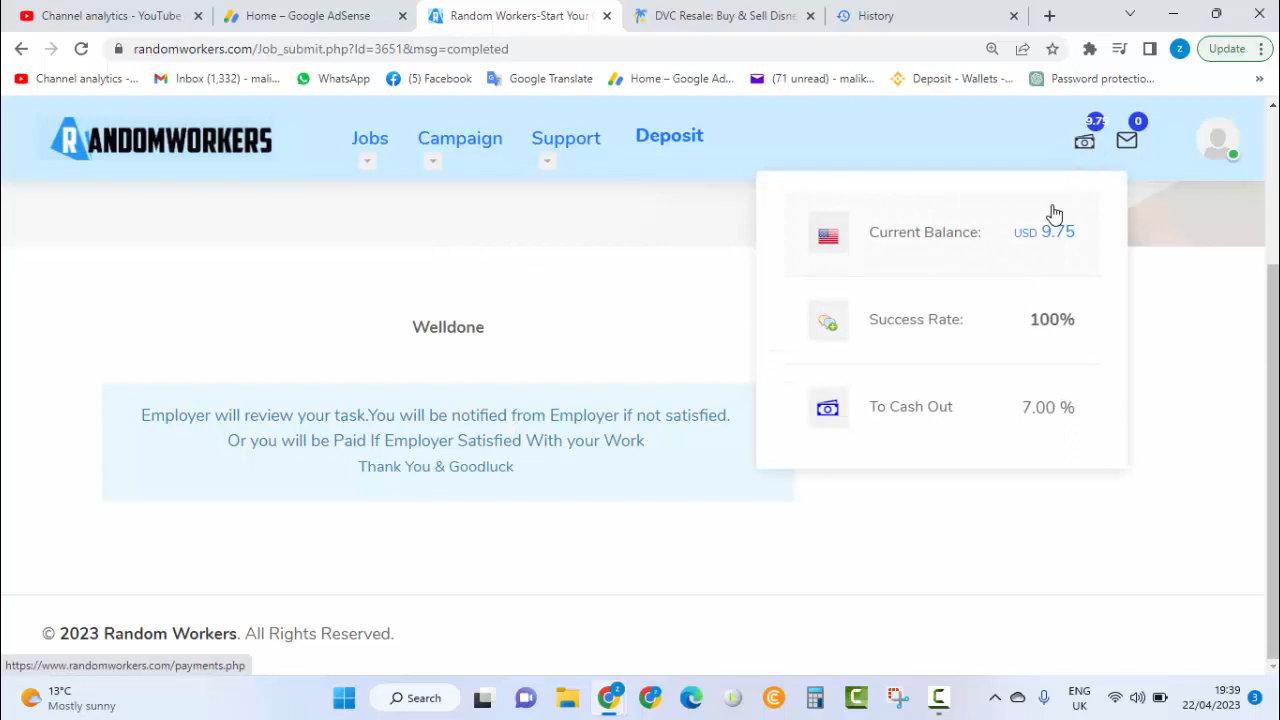 Channel analytics - YouTube
Home – Google AdSense
Random Workers-Start Your
DVC Resale: Buy & Sell Disne
History
randomworkers.com/Job_submit.php?Id=3651&msg=completed
z
Update
Channel analytics -...
Inbox (1,332) - mali...
WhatsApp
(5) Facebook
Google Translate
Home – Google Ad...
(71 unread) - malik...
Deposit - Wallets -...
Password protectio...
»
RANDOMWORKERS
Jobs
Campaign
Support
Deposit
9.75
0
Current Balance:
USD 9.75
Success Rate:
100%
To Cash Out
7.00 %
Welldone
Employer will review your task.You will be notified from Employer if not satisfied.
Or you will be Paid If Employer Satisfied With your Work
Thank You & Goodluck
© 2023 Random Workers. All Rights Reserved.
https://www.randomworkers.com/payments.php
13°C
Mostly sunny
Search
ENG
UK
19:39
22/04/2023
3